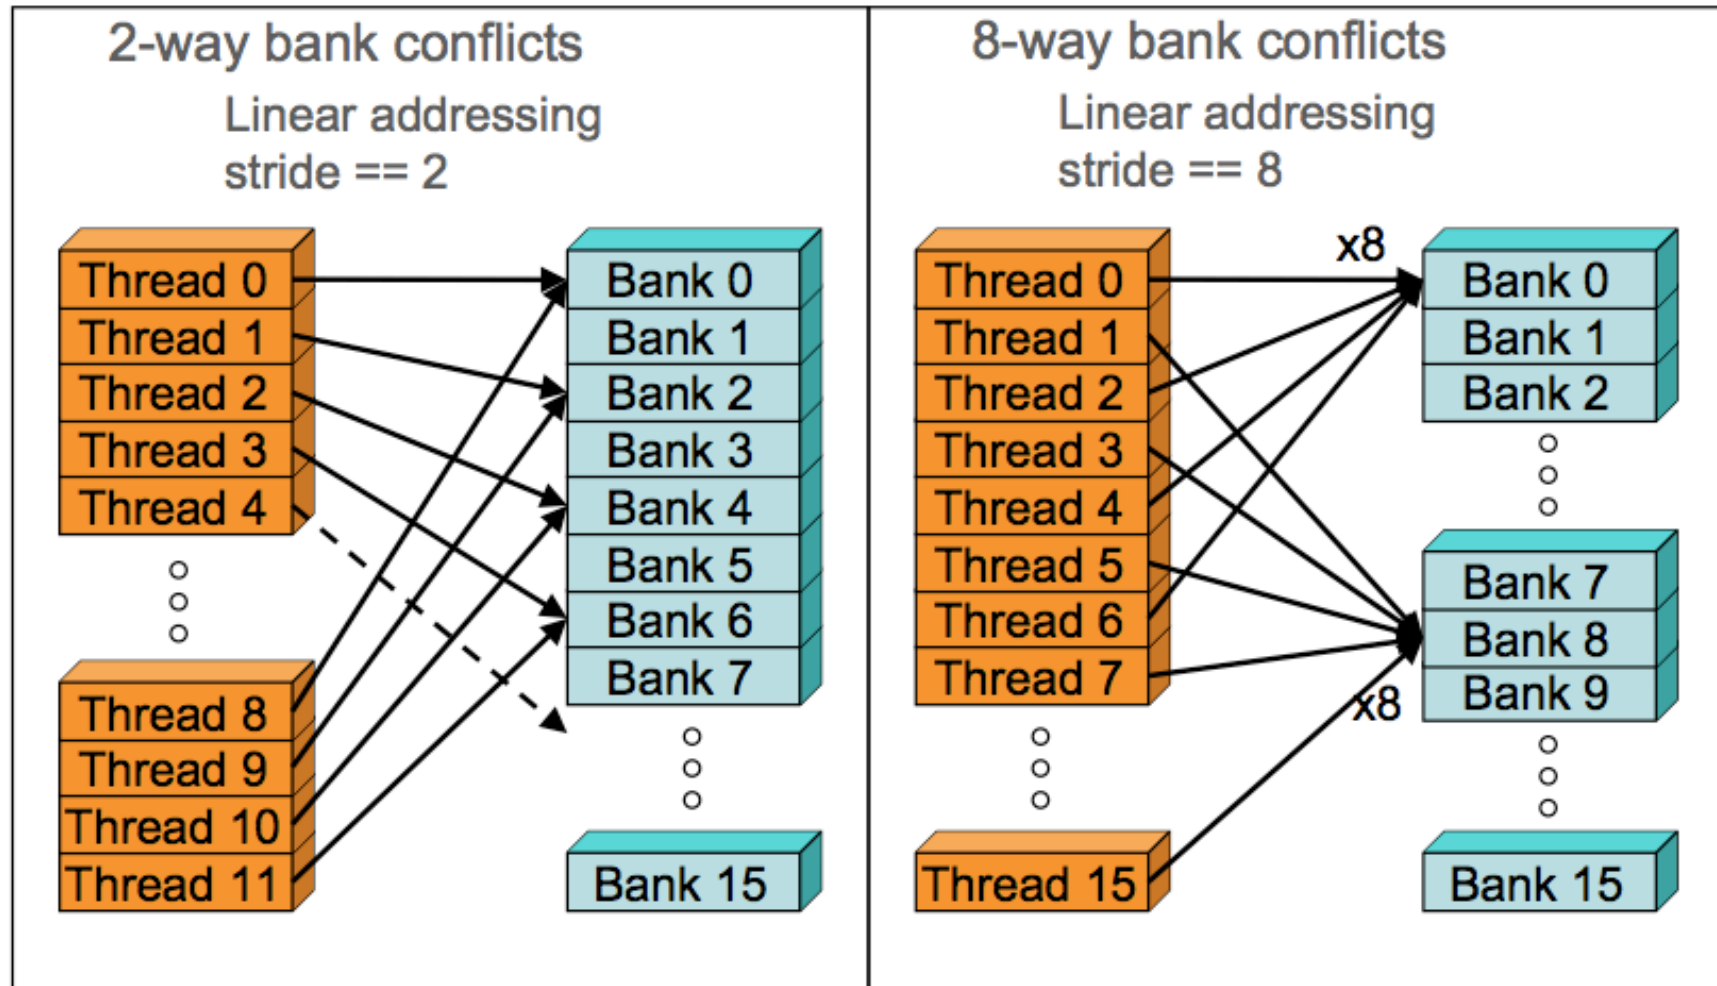 2-way bank conflicts
Linear addressing
stride == 2
Thread 0
Thread 1
Thread 2
Thread 3
Thread 4
Thread 8
Thread 9
Thread 10
Thread 11
Bank 0
Bank 1
Bank 2
Bank 3
Bank 4
Bank 5
Bank 6
Bank 7
Bank 15
8-way bank conflicts
Linear addressing
stride == 8
Thread 0
Thread 1
Thread 2
Thread 3
Thread 4
Thread 5
Thread 6
Thread 7
Thread 15
x8
x8
Bank 0
Bank 1
Bank 2
Bank 7
Bank 8
Bank 9
Bank 15